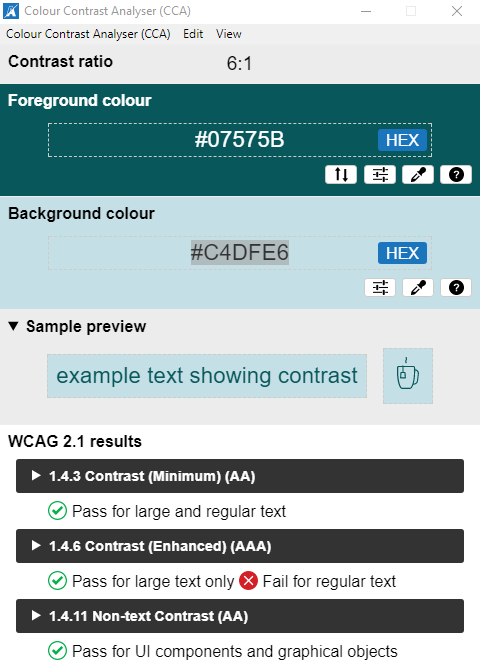 Colour Contrast Analyser (CCA)
Colour Contrast Analyser (CCA) Edit View
Contrast ratio 6:1
Foreground colour
#07575B HEX
Background colour
#C4DFE6 HEX
▼ Sample preview
example text showing contrast
WCAG 2.1 results
1.4.3 Contrast (Minimum) (AA)
Pass for large and regular text
1.4.6 Contrast (Enhanced) (AAA)
Pass for large text only Fail for regular text
1.4.11 Non-text Contrast (AA)
Pass for UI components and graphical objects